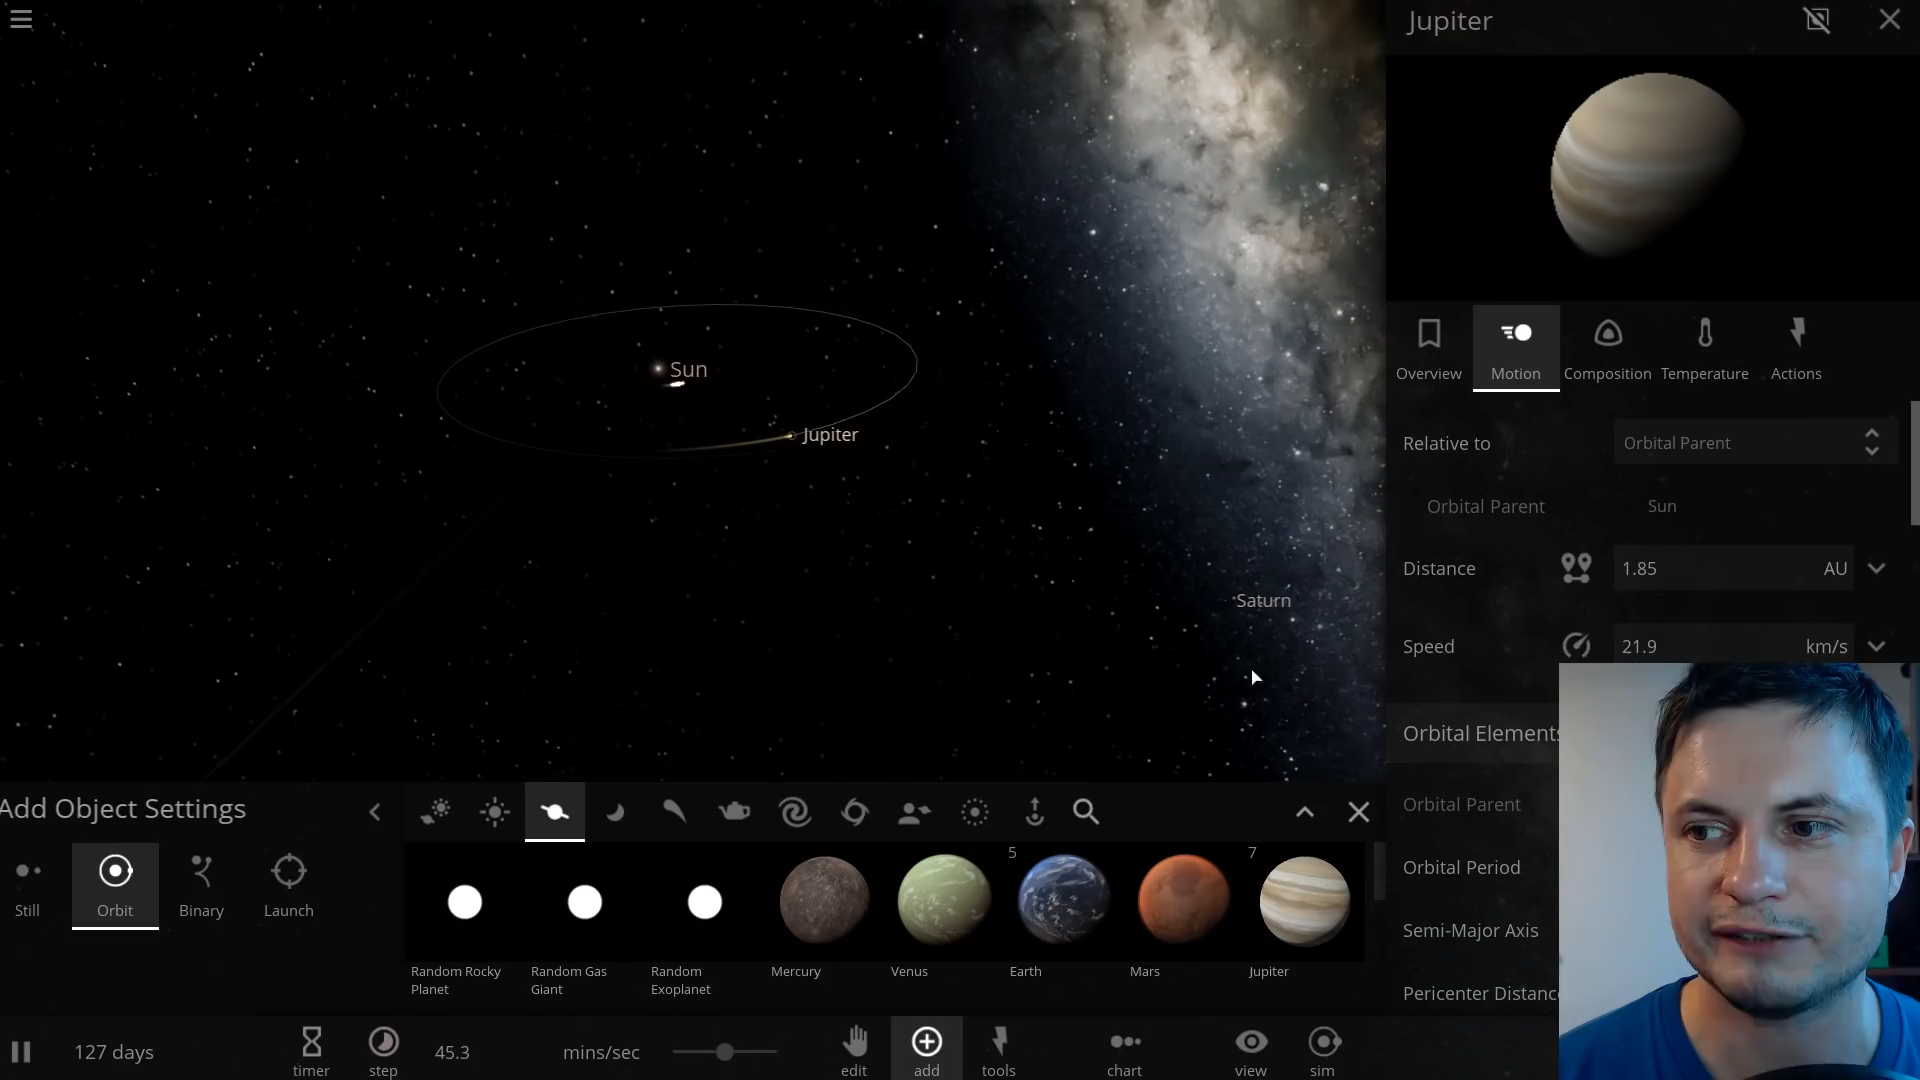 Jupiter
Sun
Jupiter
Saturn
Overview
Motion
Composition
Temperature
Actions
Relative to
Orbital Parent
Orbital Parent
Sun
Distance
1.85
AU
Speed
21.9
km/s
Orbital Elements
Orbital Parent
Orbital Period
Semi-Major Axis
Pericenter Distance
Add Object Settings
Still
Orbit
Binary
Launch
5
7
Random Rocky
Planet
Random Gas
Giant
Random
Exoplanet
Mercury
Venus
Earth
Mars
Jupiter
127 days
timer
step
45.3
mins/sec
edit
add
tools
chart
view
sim